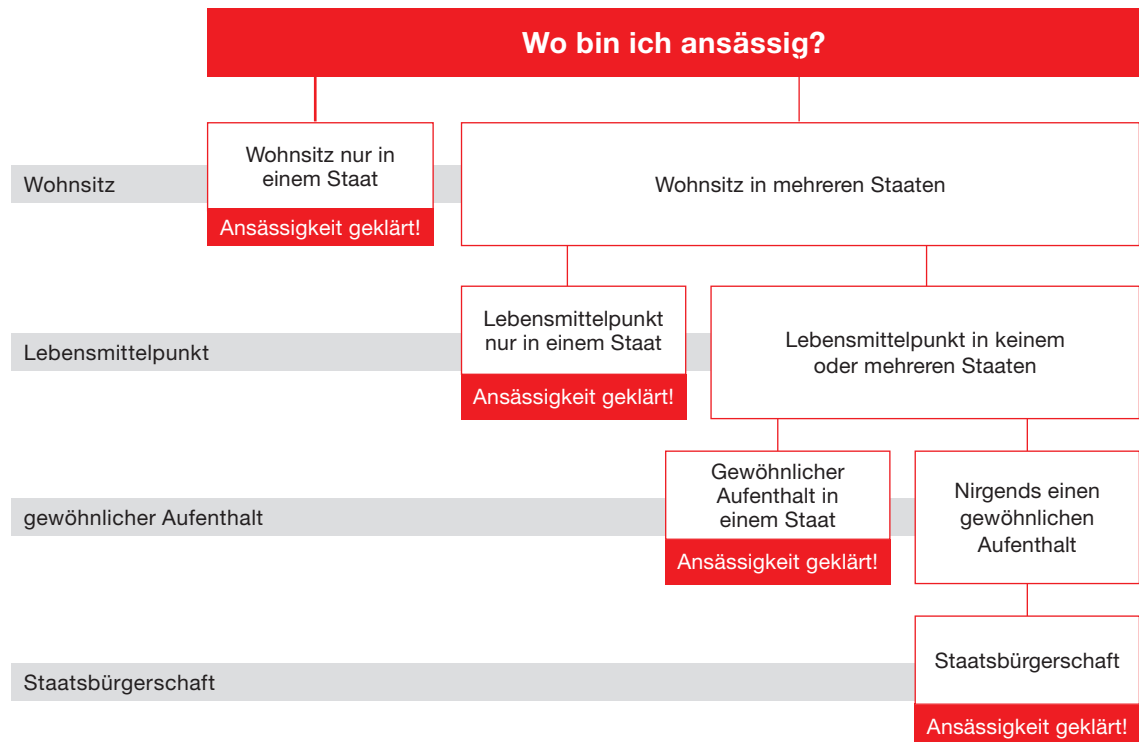 Wo bin ich ansässig?
Wohnsitz
Wohnsitz nur in
einem Staat
Ansässigkeit geklärt!
Wohnsitz in mehreren Staaten
Lebensmittelpunkt
Lebensmittelpunkt
nur in einem Staat
Ansässigkeit geklärt!
Lebensmittelpunkt in keinem
oder mehreren Staaten
gewöhnlicher Aufenthalt
Gewöhnlicher
Aufenthalt in
einem Staat
Ansässigkeit geklärt!
Nirgends einen
gewöhnlichen
Aufenthalt
Staatsbürgerschaft
Staatsbürgerschaft
Ansässigkeit geklärt!